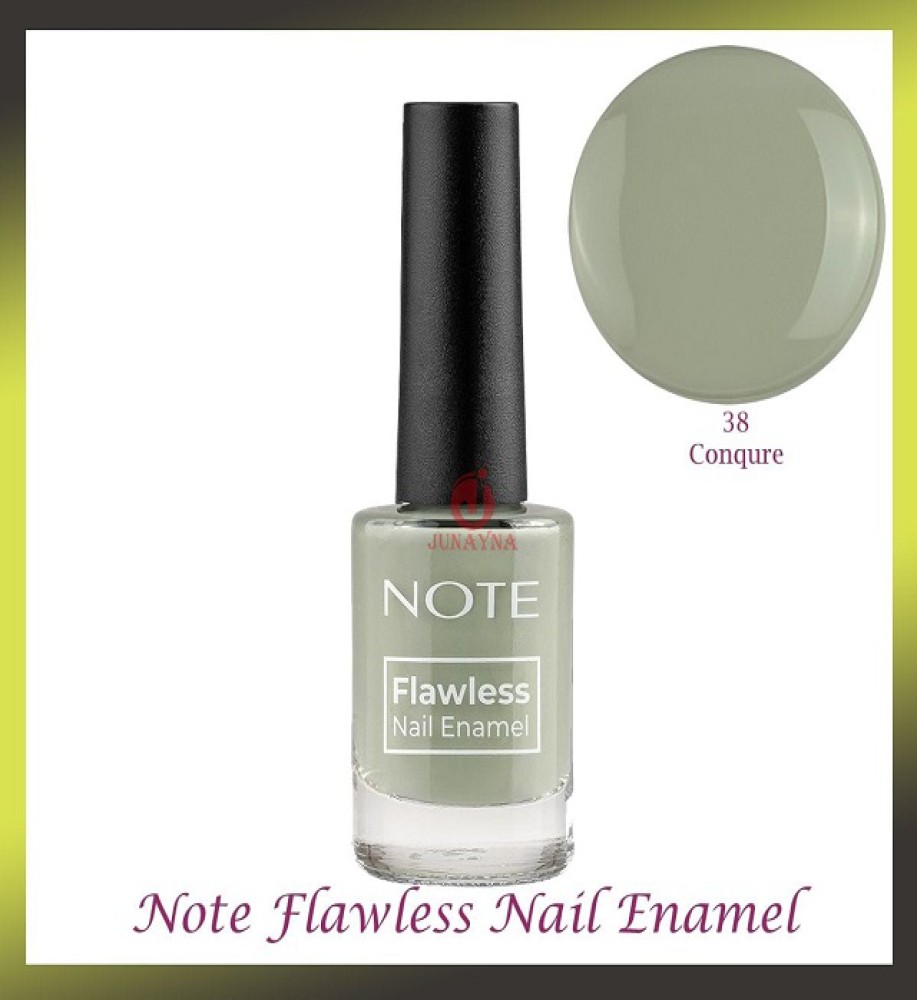 38
Conqure
JUNAYNA
NOTE
Flawless
Nail Enamel
Note Flawless Nail Enamel